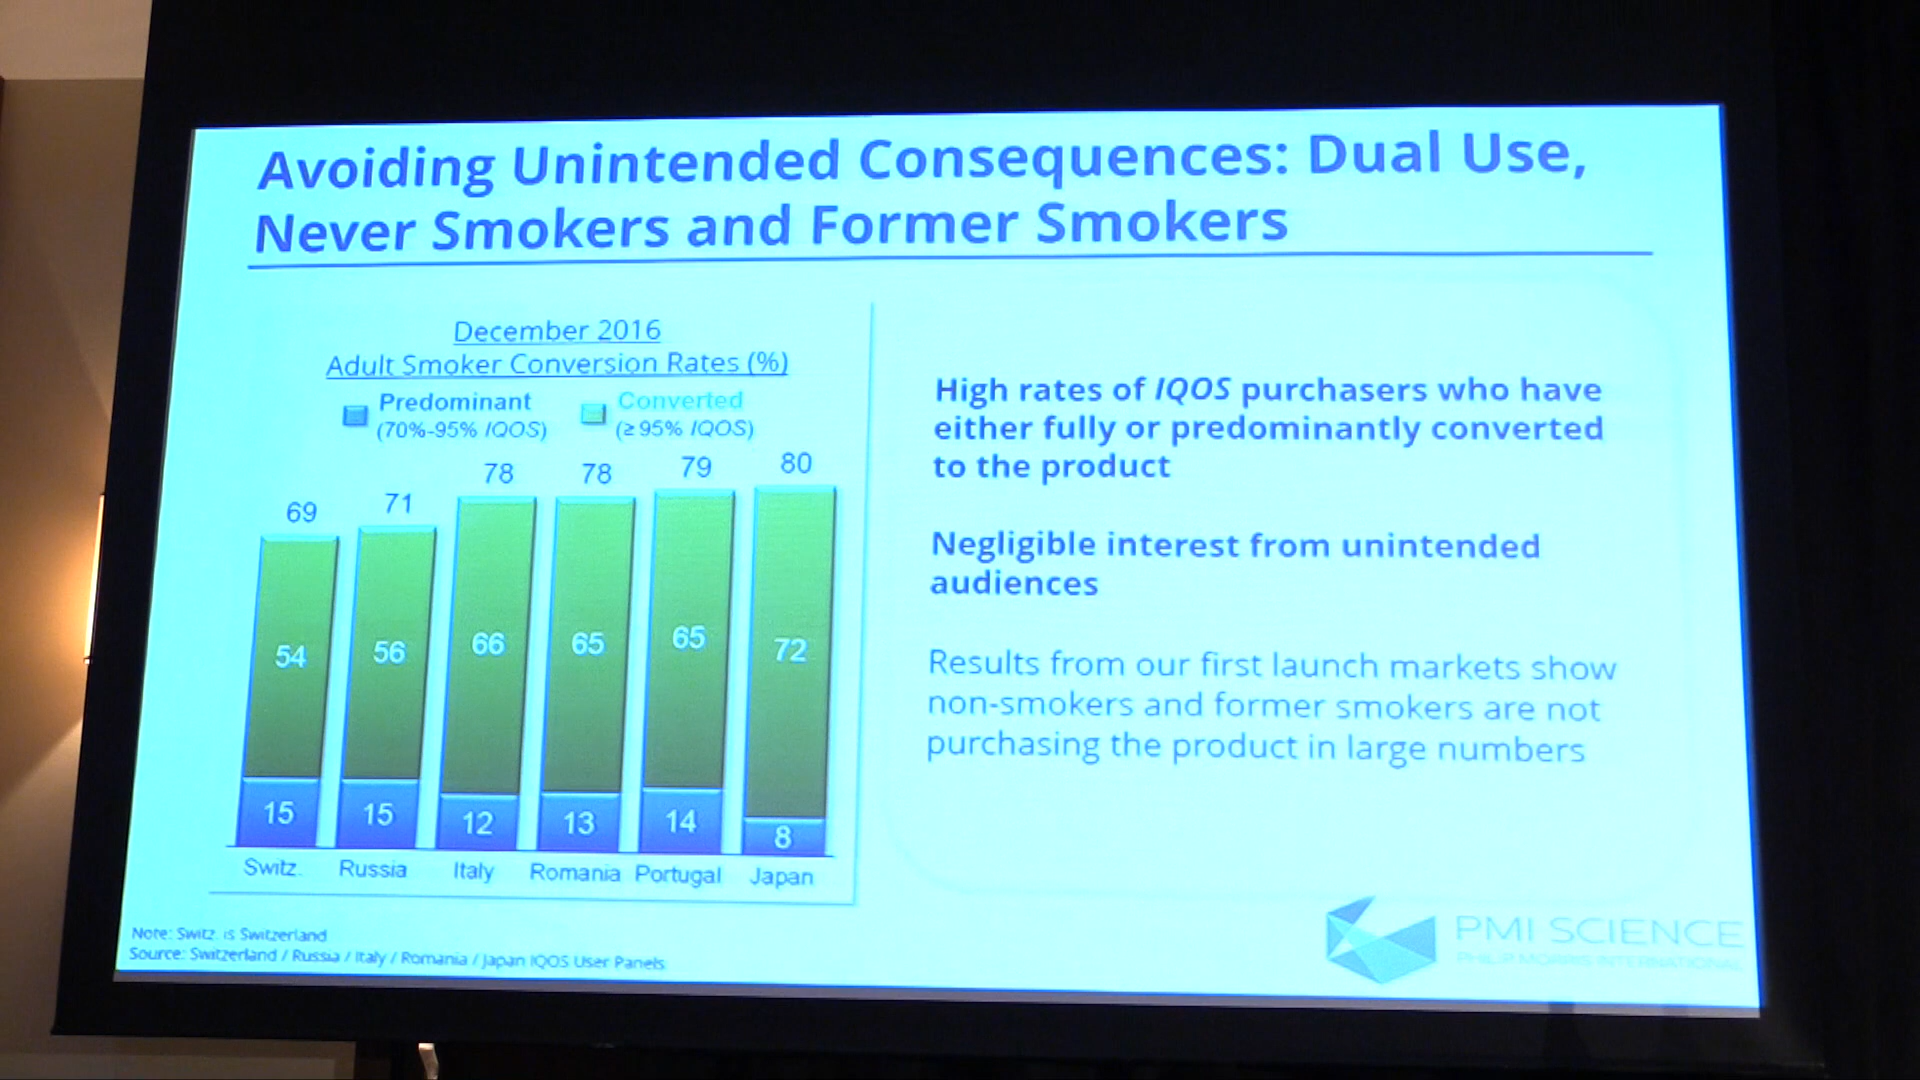 Avoiding Unintended Consequences: Dual Use,
Never Smokers and Former Smokers
December 2016
Adult Smoker Conversion Rates (%)
Predominant
(70%-95% IQOS)
Converted
(≥95% IQOS)
69
71
78
78
79
80
54
56
66
65
65
72
15
15
12
13
14
8
Switz.
Russia
Italy
Romania
Portugal
Japan
High rates of IQOS purchasers who have
either fully or predominantly converted
to the product
Negligible interest from unintended
audiences
Results from our first launch markets show
non-smokers and former smokers are not
purchasing the product in large numbers
Note: Switz. is Switzerland
Source: Switzerland / Russia / Italy / Romania / Japan IQOS User Panels
PMI SCIENCE
PHILIP MORRIS INTERNATIONAL